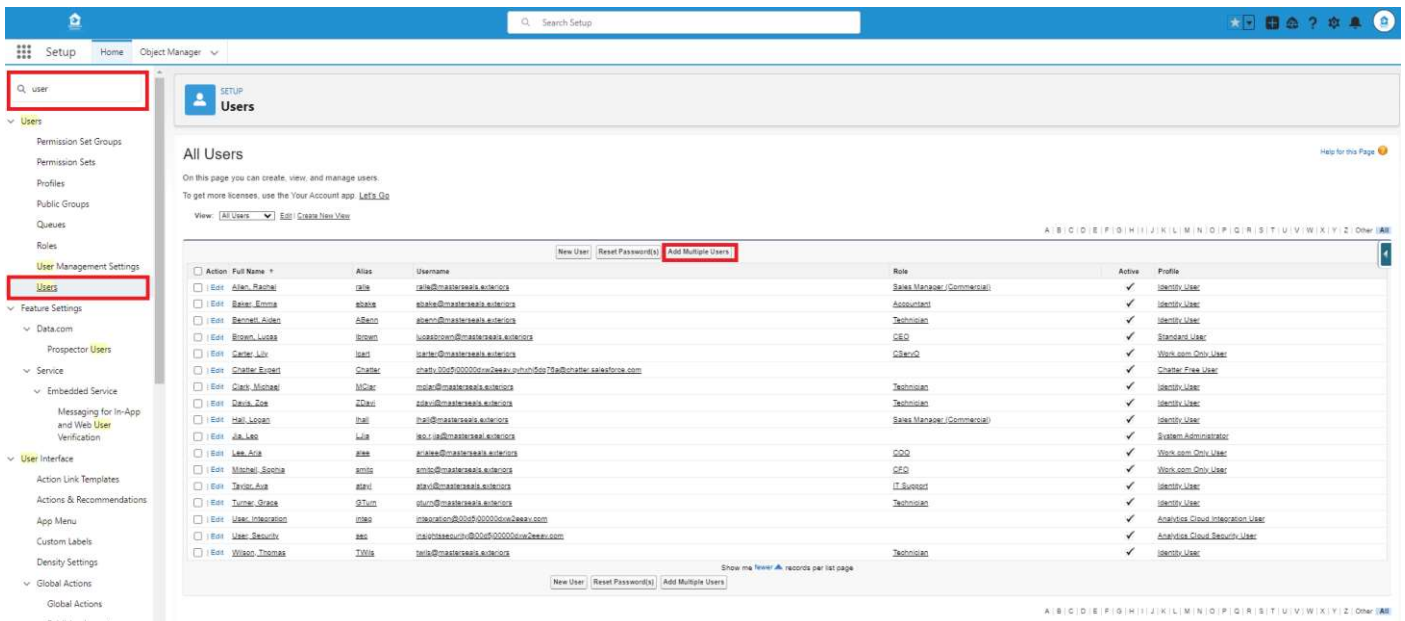 Search Setup
Setup Home Object Manager
user
Users
Permission Set Groups
Permission Sets
Profiles
Public Groups
Queues
Roles
User Management Settings
Users
Feature Settings
Data.com
Prospector Users
Service
Embedded Service
Messaging for In-App
and Web User
Verification
User Interface
Action Link Templates
Actions & Recommendations
App Menu
Custom Labels
Density Settings
Global Actions
Global Actions
SETUP
Users
All Users
Help for this Page
On this page you can create, view, and manage users.
To get more licenses, use the Your Account app. Let's Go
View: All Users Edit | Create New View
A | B | C | D | E | F | G | H | I | J | K | L | M | N | O | P | Q | R | S | T | U | V | W | X | Y | Z | Other All
New User Reset Password(s) Add Multiple Users
Action Full Name Alias Username Role Active Profile
Edit Allen, Rachel ralle ralle@masterseals.exteriors Sales Manager (Commercial) Identity User
Edit Baker, Emma ebake ebake@masterseals.exteriors Accountant Identity User
Edit Bennett, Aiden ABenn abenn@masterseals.exteriors Technician Identity User
Edit Brown, Lucas lbrown lucasbrown@masterseals.exteriors CEO Standard User
Edit Carter, Lily lcart lcarter@masterseals.exteriors CServO Work.com Only User
Edit Chatter Expert Chatter Chatter Free User
Edit Clark, Michael MClar mclar@masterseals.exteriors Technician Identity User
Edit Davis, Zoe ZDavi zdavi@masterseals.exteriors Technician Identity User
Edit Hall, Logan lhall lhall@masterseals.exteriors Sales Manager (Commercial) Identity User
Edit Jia, Leo LJia leo.r.jia@masterseal.exteriors System Administrator
Edit Lee, Aria alee arialee@masterseals.exteriors COO Work.com Only User
Edit Mitchell, Sophia smitc smitc@masterseals.exteriors CFO Work.com Only User
Edit Taylor, Ava atayl atayl@masterseals.exteriors IT Support Identity User
Edit Turner, Grace GTurn gturn@masterseals.exteriors Technician Identity User
Edit User, Integration integ Analytics Cloud Integration User
Edit User, Security sec Analytics Cloud Security User
Edit Wilson, Thomas TWils twils@masterseals.exteriors Technician Identity User
Show me fewer records per list page
New User Reset Password(s) Add Multiple Users
A | B | C | D | E | F | G | H | I | J | K | L | M | N | O | P | Q | R | S | T | U | V | W | X | Y | Z | Other All